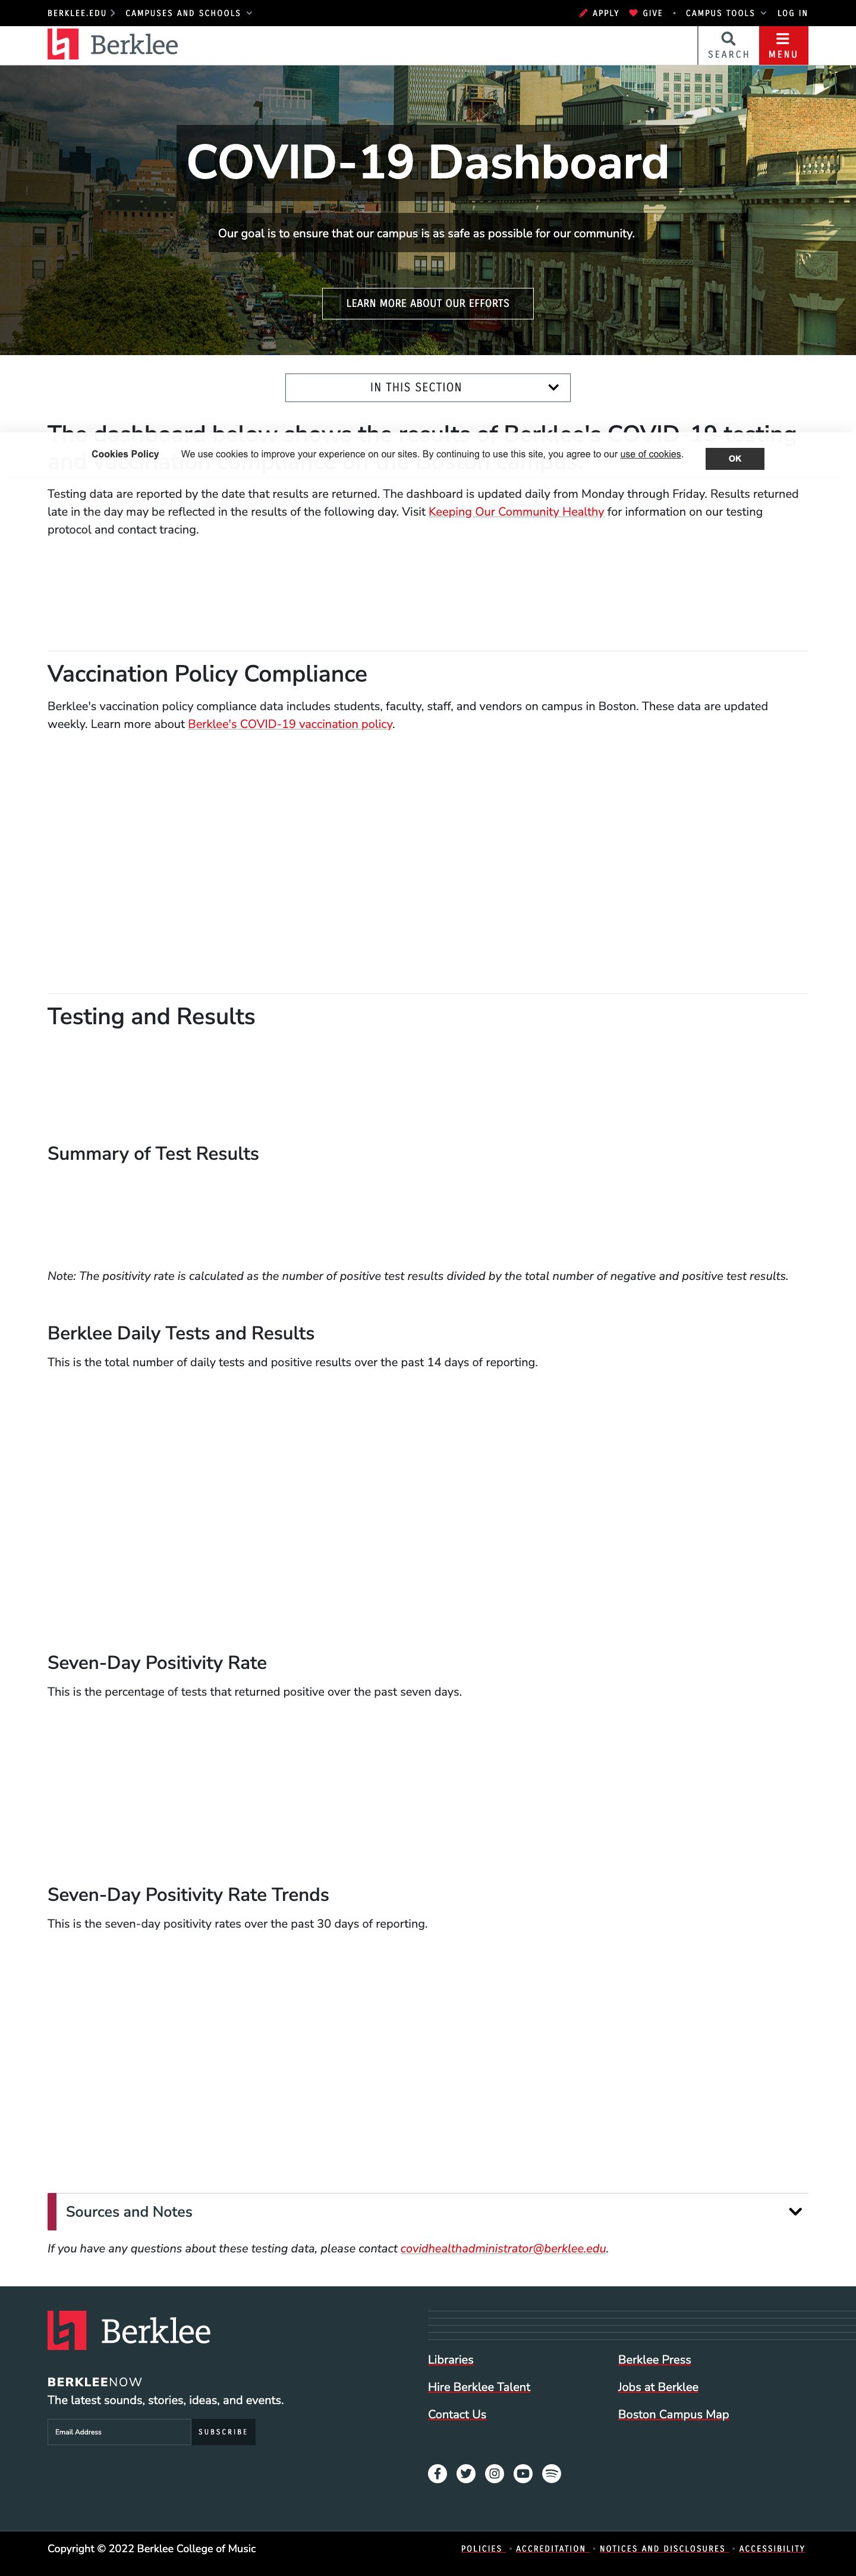 BERKLEE.EDU CAMPUSES AND SCHOOLS APPLY GIVE • CAMPUS TOOLS LOG IN
Berklee SEARCH MENU
COVID-19 Dashboard
Our goal is to ensure that our campus is as safe as possible for our community.
LEARN MORE ABOUT OUR EFFORTS
IN THIS SECTION
The dashboard below shows the results of Berklee's COVID-19 testing
and vaccination compliance on the Boston campus.
Cookies Policy We use cookies to improve your experience on our sites. By continuing to use this site, you agree to our use of cookies. OK
Testing data are reported by the date that results are returned. The dashboard is updated daily from Monday through Friday. Results returned
late in the day may be reflected in the results of the following day. Visit Keeping Our Community Healthy for information on our testing
protocol and contact tracing.
Vaccination Policy Compliance
Berklee's vaccination policy compliance data includes students, faculty, staff, and vendors on campus in Boston. These data are updated
weekly. Learn more about Berklee's COVID-19 vaccination policy.
Testing and Results
Summary of Test Results
Note: The positivity rate is calculated as the number of positive test results divided by the total number of negative and positive test results.
Berklee Daily Tests and Results
This is the total number of daily tests and positive results over the past 14 days of reporting.
Seven-Day Positivity Rate
This is the percentage of tests that returned positive over the past seven days.
Seven-Day Positivity Rate Trends
This is the seven-day positivity rates over the past 30 days of reporting.
Sources and Notes
If you have any questions about these testing data, please contact covidhealthadministrator@berklee.edu.
Berklee
BERKLEENOW
The latest sounds, stories, ideas, and events.
Email Address SUBSCRIBE
Libraries Berklee Press
Hire Berklee Talent Jobs at Berklee
Contact Us Boston Campus Map
Copyright © 2022 Berklee College of Music POLICIES • ACCREDITATION • NOTICES AND DISCLOSURES • ACCESSIBILITY